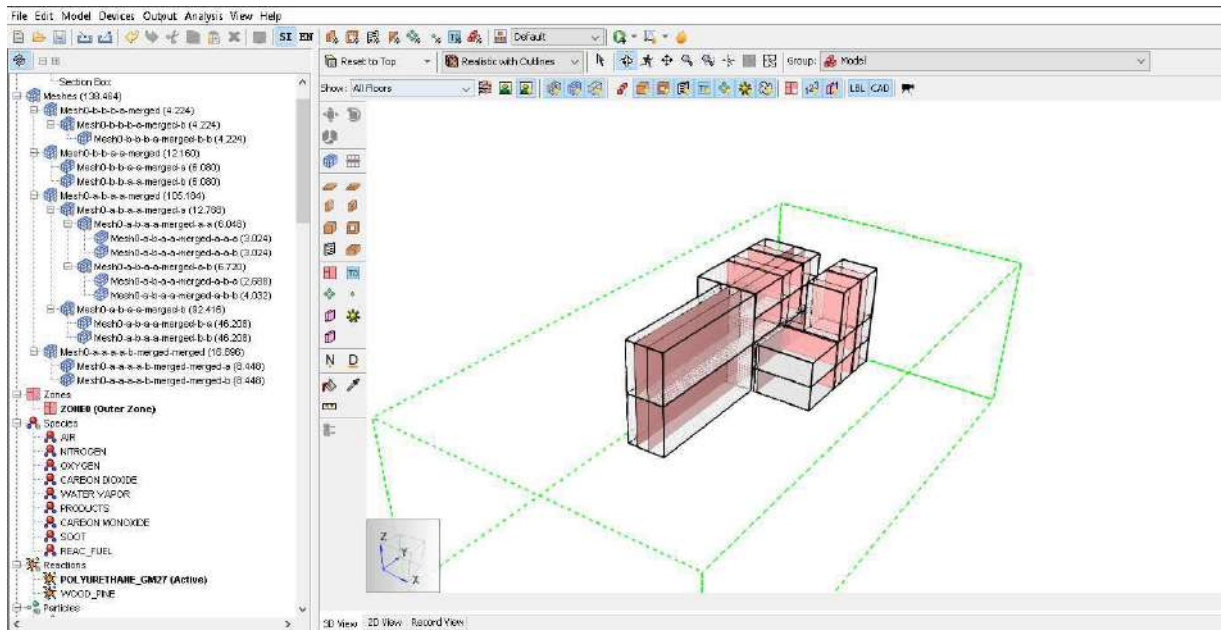 File Edit Model Devices Output Analysis View Help
SI EN Default
Reset to Top Realistic with Outlines Group: Model
Show: All Floors LBL CAD
Section Box
Meshes (138.464)
Mesh0-b-b-b-a-merged (4.224)
Mesh0-b-b-b-a-merged-b (4.224)
Mesh0-b-b-b-a-merged-b-b (4.224)
Mesh0-b-b-a-a-merged (12.160)
Mesh0-b-b-a-a-merged-a (6.080)
Mesh0-b-b-a-a-merged-b (6.080)
Mesh0-a-b-a-a-merged (105.184)
Mesh0-a-b-a-a-merged-a (12.768)
Mesh0-a-b-a-a-merged-a-a (6.048)
Mesh0-a-b-a-a-merged-a-a-a (3.024)
Mesh0-a-b-a-a-merged-a-a-b (3.024)
Mesh0-a-b-a-a-merged-a-b (6.720)
Mesh0-a-b-a-a-merged-a-b-a (2.688)
Mesh0-a-b-a-a-merged-a-b-b (4.032)
Mesh0-a-b-a-a-merged-b (92.416)
Mesh0-a-b-a-a-merged-b-a (46.208)
Mesh0-a-b-a-a-merged-b-b (46.208)
Mesh0-a-a-a-a-b-merged-merged (16.896)
Mesh0-a-a-a-a-b-merged-merged-a (8.448)
Mesh0-a-a-a-a-b-merged-merged-b (8.448)
Zones
ZONE0 (Outer Zone)
Species
AIR
NITROGEN
OXYGEN
CARBON DIOXIDE
WATER VAPOR
PRODUCTS
CARBON MONOXIDE
SOOT
REAC_FUEL
Reactions
POLYURETHANE_GM27 (Active)
WOOD_PINE
Particles
N D
Z Y X
3D View 2D View Record View